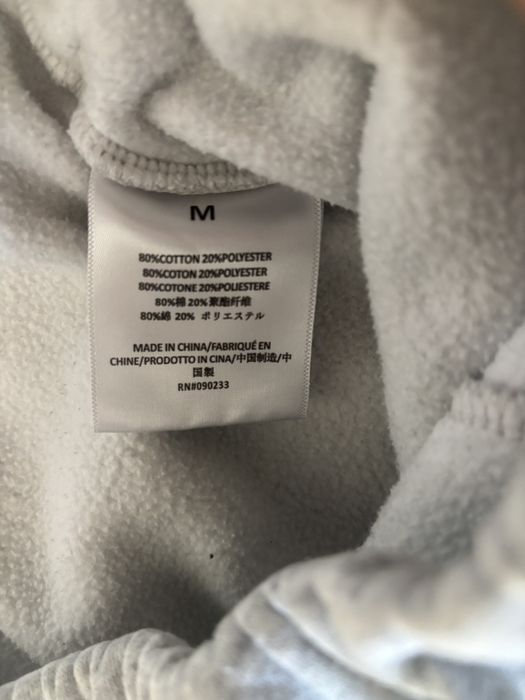 M
80%COTTON 20%POLYESTER
80%COTON 20%POLYESTER
80%COTONE 20%POLIESTERE
80%棉 20%聚酯纤维
80%綿 20% ポリエステル
MADE IN CHINA/FABRIQUÉ EN
CHINE/PRODOTTO IN CINA/中国制造/中
国製
RN#090233